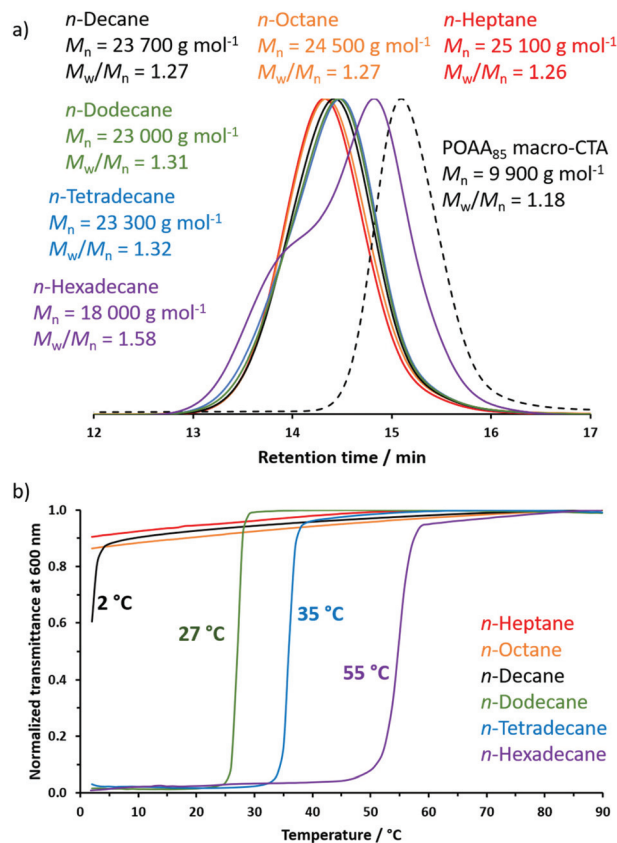 a)
n-Decane
Mn = 23 700 g mol-1
Mw/Mn = 1.27
n-Octane
Mn = 24 500 g mol-1
Mw/Mn = 1.27
n-Heptane
Mn = 25 100 g mol-1
Mw/Mn = 1.26
n-Dodecane
Mn = 23 000 g mol-1
Mw/Mn = 1.31
n-Tetradecane
Mn = 23 300 g mol-1
Mw/Mn = 1.32
n-Hexadecane
Mn = 18 000 g mol-1
Mw/Mn = 1.58
POAA85 macro-CTA
Mn = 9 900 g mol-1
Mw/Mn = 1.18
12 13 14 15 16 17
Retention time / min
b)
Normalized transmittance at 600 nm
1.0
0.8
0.6
0.4
0.2
0.0
2 °C
27 °C
35 °C
55 °C
n-Heptane
n-Octane
n-Decane
n-Dodecane
n-Tetradecane
n-Hexadecane
0 10 20 30 40 50 60 70 80 90
Temperature / °C